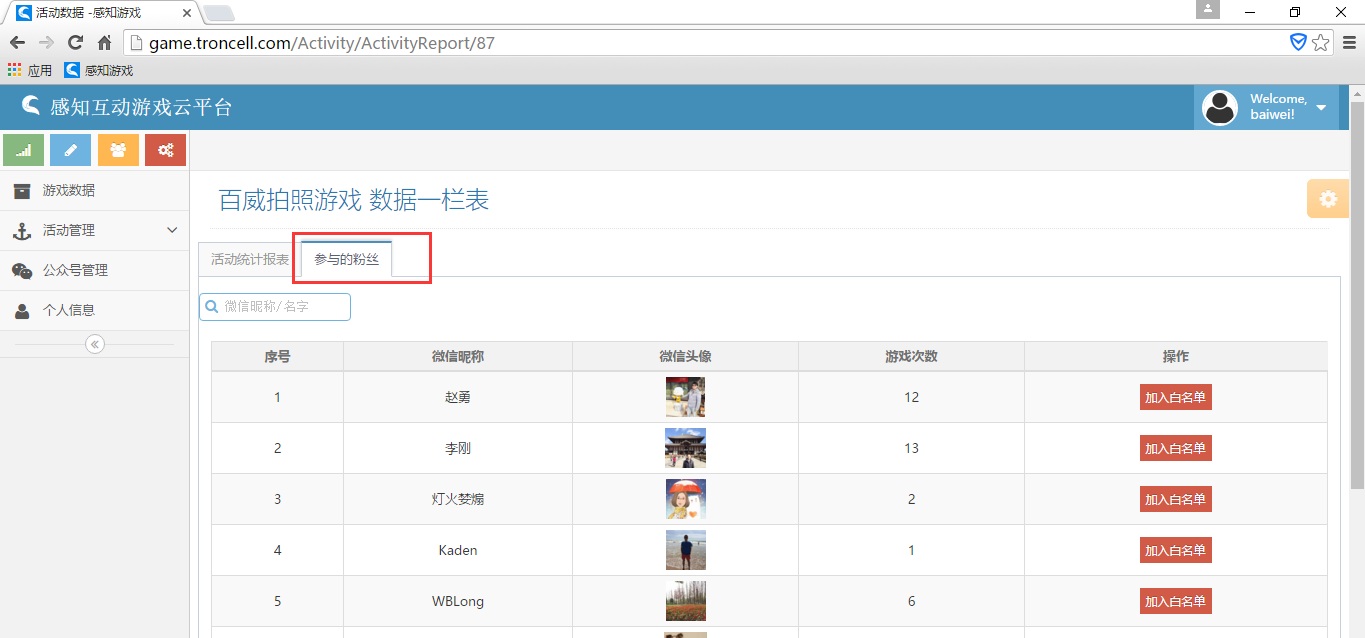 活动数据 -感知游戏
game.troncell.com/Activity/ActivityReport/87
应用 感知游戏
感知互动游戏云平台
Welcome,
baiwei!
游戏数据
活动管理
公众号管理
个人信息
百威拍照游戏 数据一栏表
活动统计报表 参与的粉丝
微信昵称/名字
序号 微信昵称 微信头像 游戏次数 操作
1 赵勇 12 加入白名单
2 李刚 13 加入白名单
3 灯火婪煽 2 加入白名单
4 Kaden 1 加入白名单
5 WBLong 6 加入白名单